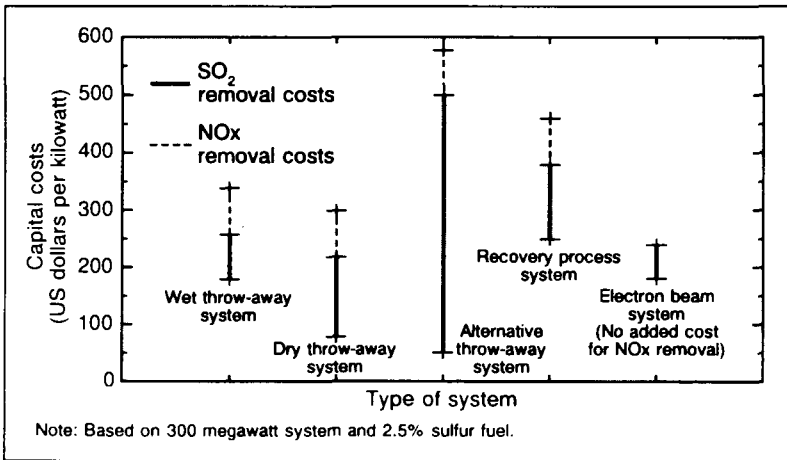 600
500
400
300
200
100
0
Capital costs
(US dollars per kilowatt)
SO2
removal costs
NOx
removal costs
Wet throw-away
system
Dry throw-away
system
Alternative
throw-away
system
Recovery process
system
Electron beam
system
(No added cost
for NOx removal)
Type of system
Note: Based on 300 megawatt system and 2.5% sulfur fuel.